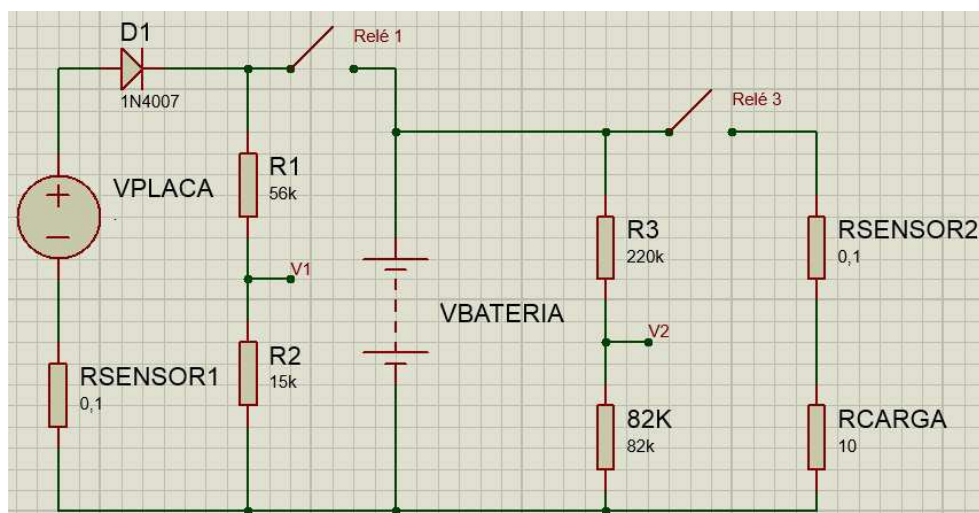 D1
1N4007
Relé 1
Relé 3
VPLACA
R1
56k
V1
R2
15k
RSENSOR1
0,1
VBATERIA
R3
220k
V2
82K
82k
RSENSOR2
0,1
RCARGA
10